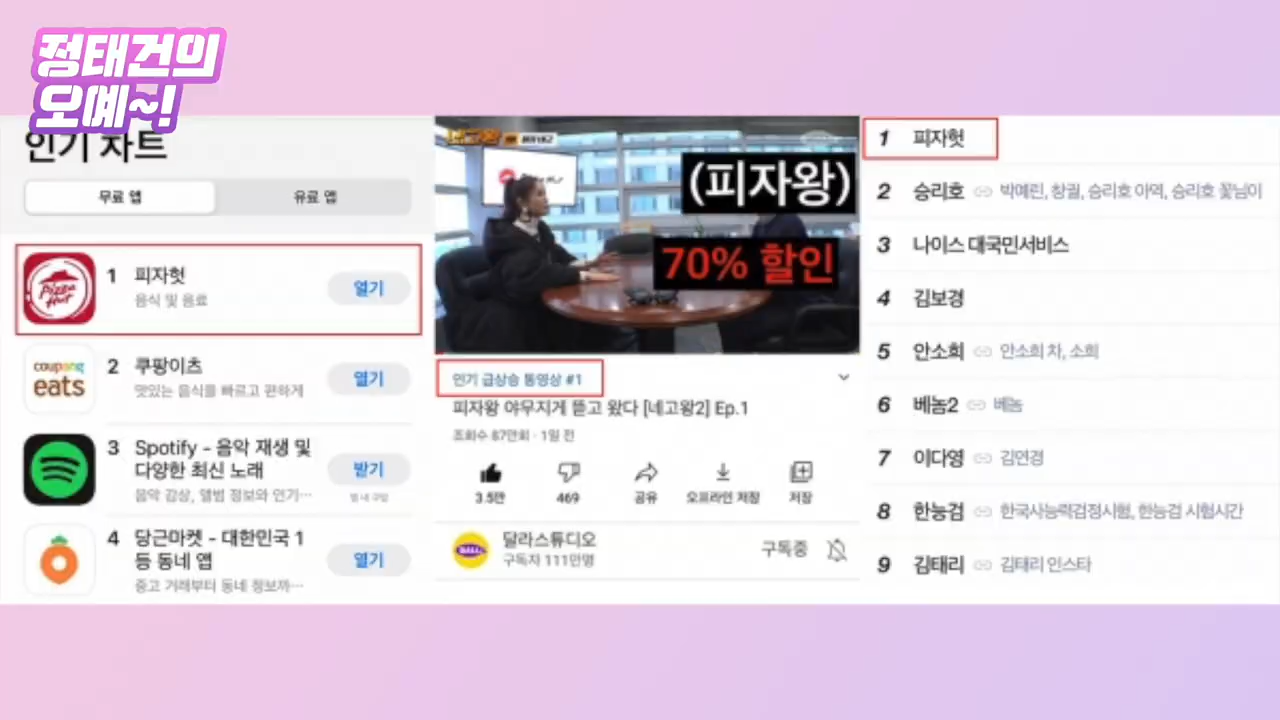 정태건의
오예~!
인기 차트
무료 앱
유료 앱
Pizza
Hut
1 피자헛
음식 및 음료
열기
coupang
eats
2 쿠팡이츠
맛있는 음식을 빠르고 편하게
열기
3 Spotify - 음악 재생 및
다양한 최신 노래
음악 감상, 앨범 정보와 인기…
받기
앱 내 구입
4 당근마켓 - 대한민국 1
등 동네 앱
중고 거래부터 동네 정보까…
열기
네고왕
(피자왕)
70% 할인
인기 급상승 동영상 #1
피자왕 야무지게 뜯고 왔다 [네고왕2] Ep.1
조회수 87만회 · 1일 전
3.5만
469
공유
오프라인 저장
저장
달라스튜디오
구독자 111만명
구독중
1 피자헛
2 승리호 박예린, 창궐, 승리호 아역, 승리호 꽃님이
3 나이스 대국민서비스
4 김보경
5 안소희 안소희 차, 소희
6 베놈2 베놈
7 이다영 김연경
8 한능검 한국사능력검정시험, 한능검 시험시간
9 김태리 김태리 인스타